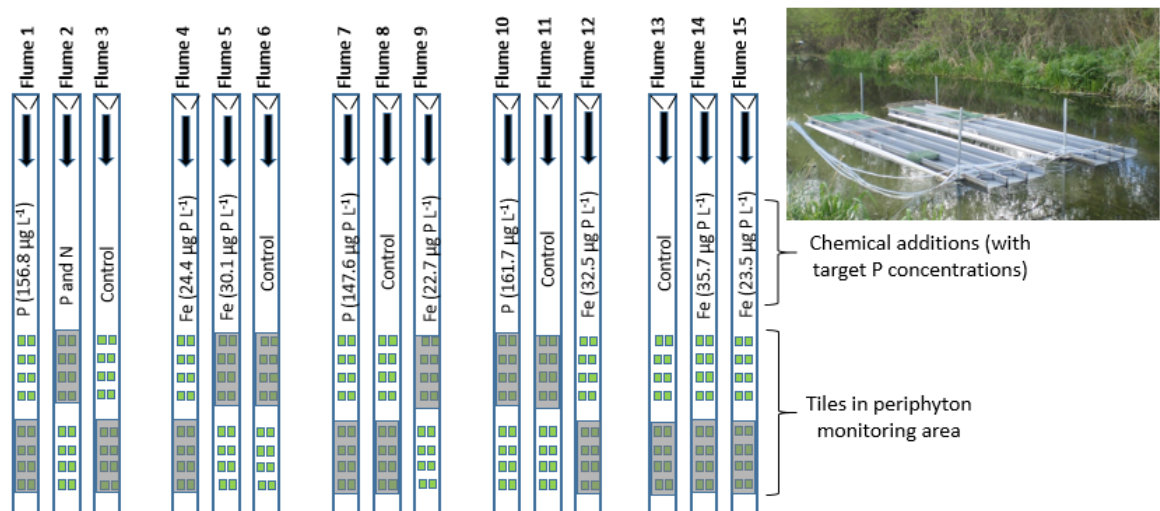 Flume 1
Flume 2
Flume 3
Flume 4
Flume 5
Flume 6
Flume 7
Flume 8
Flume 9
Flume 10
Flume 11
Flume 12
Flume 13
Flume 14
Flume 15
P (156.8 µg L⁻¹)
P and N
Control
Fe (24.4 µg P L⁻¹)
Fe (30.1 µg P L⁻¹)
Control
P (147.6 µg P L⁻¹)
Control
Fe (22.7 µg P L⁻¹)
P (161.7 µg P L⁻¹)
Control
Fe (32.5 µg P L⁻¹)
Control
Fe (35.7 µg P L⁻¹)
Fe (23.5 µg P L⁻¹)
Chemical additions (with
target P concentrations)
Tiles in periphyton
monitoring area